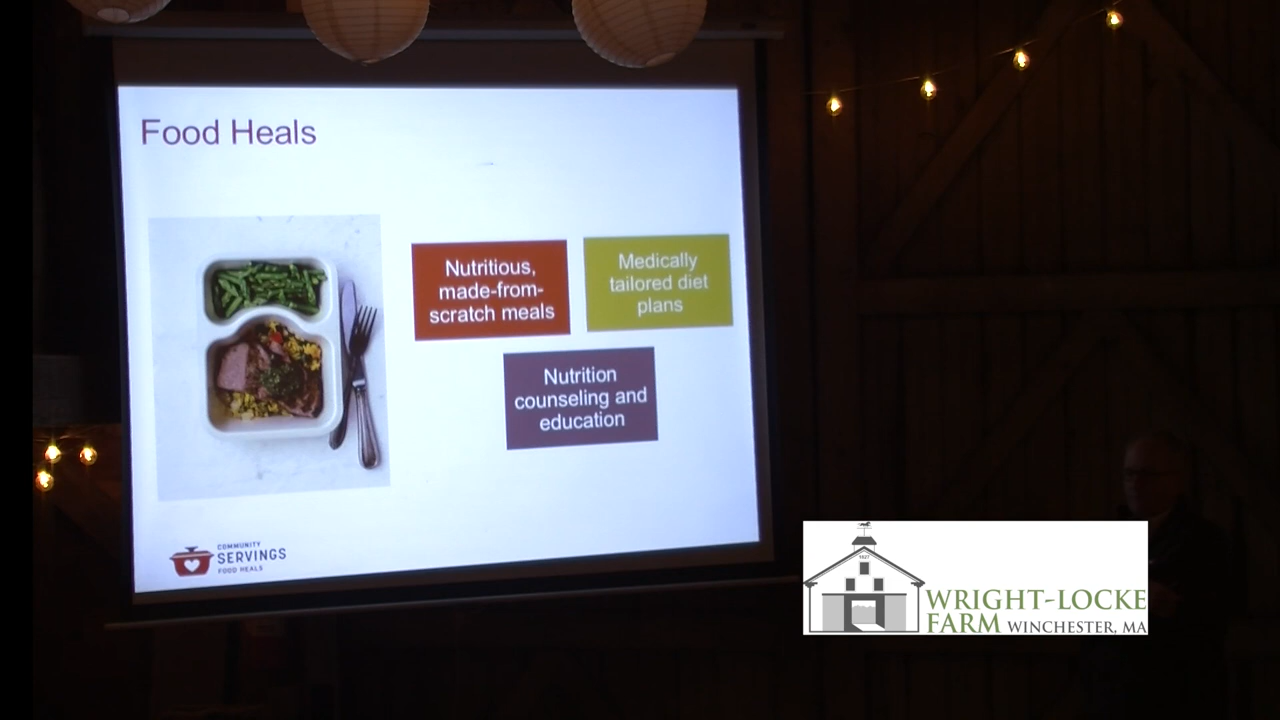 Food Heals
Nutritious,
made-from-
scratch meals
Medically
tailored diet
plans
Nutrition
counseling and
education
COMMUNITY
SERVINGS
FOOD HEALS
1827
WRIGHT-LOCKE
FARM WINCHESTER, MA